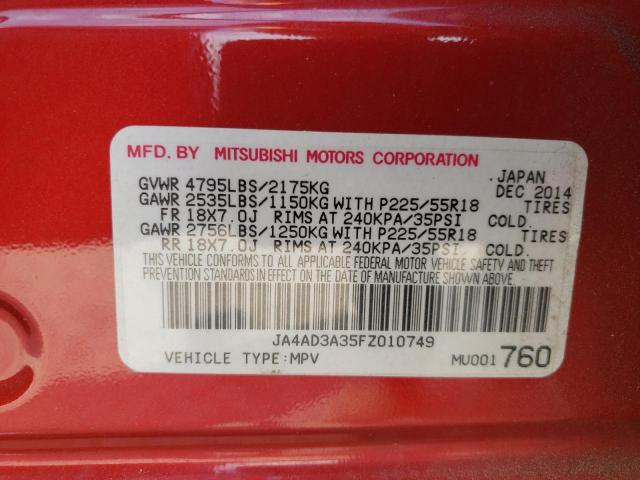 MFD. BY MITSUBISHI MOTORS CORPORATION
.JAPAN
GVWR 4795LBS/2175KG DEC 2014
GAWR 2535LBS/1150KG WITH P225/55R18 TIRES
FR 18X7.0J RIMS AT 240KPA/35PSI COLD.
GAWR 2756LBS/1250KG WITH P225/55R18 TIRES
RR 18X7.0J RIMS AT 240KPA/35PSI COLD.
THIS VEHICLE CONFORMS TO ALL APPLICABLE FEDERAL MOTOR VEHICLE SAFETY AND THEFT
PREVENTION STANDARDS IN EFFECT ON THE DATE OF MANUFACTURE SHOWN ABOVE.
JA4AD3A35FZ010749
VEHICLE TYPE:MPV MU001 760